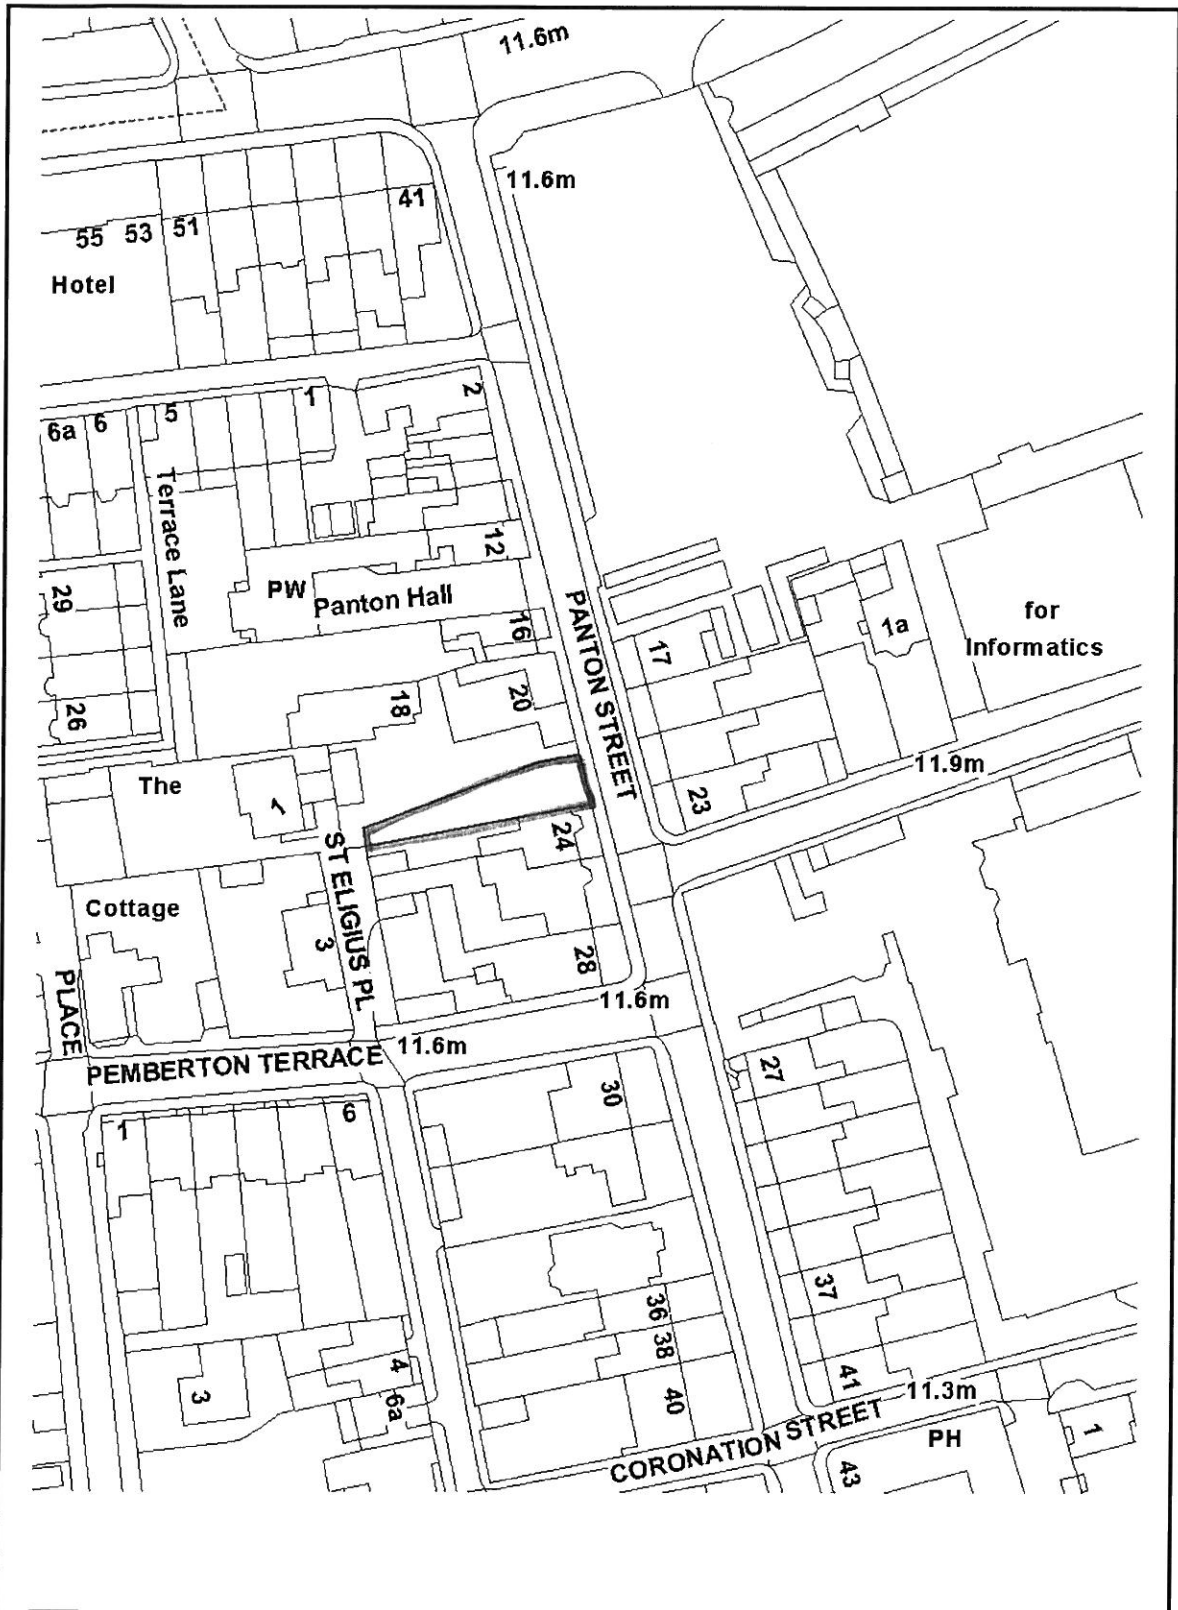 11.6m
11.6m
41
55 53 51
Hotel
1
2
5
6a 6
Terrace Lane
12
PW
Panton Hall
29
16
PANTON STREET
17
1a
for
Informatics
26
18
20
11.9m
The
1
23
24
ST ELIGIUS PL
Cottage
3
28
PLACE
11.6m
PEMBERTON TERRACE
11.6m
27
30
1
6
37
36
38
4
3
6a
40
41
11.3m
CORONATION STREET
PH
1
43